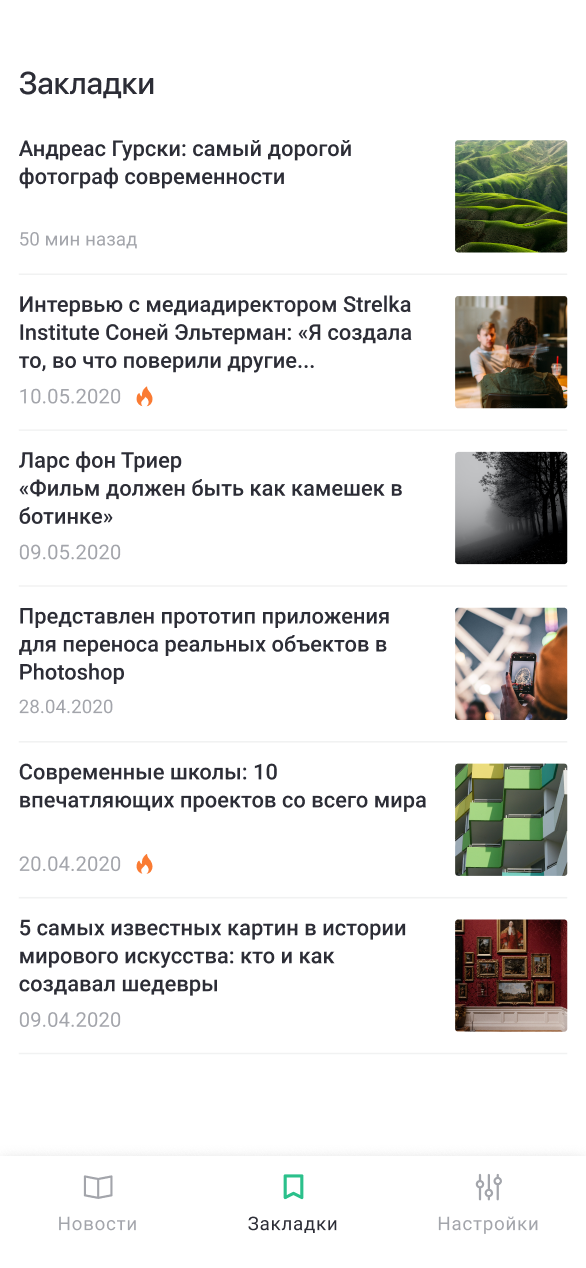 Закладки
Андреас Гурски: самый дорогой
фотограф современности
50 мин назад
Интервью с медиадиректором Strelka
Institute Соней Эльтерман: «Я создала
то, во что поверили другие...
10.05.2020
Ларс фон Триер
«Фильм должен быть как камешек в
ботинке»
09.05.2020
Представлен прототип приложения
для переноса реальных объектов в
Photoshop
28.04.2020
Современные школы: 10
впечатляющих проектов со всего мира
20.04.2020
5 самых известных картин в истории
мирового искусства: кто и как
создавал шедевры
09.04.2020
Новости
Закладки
Настройки